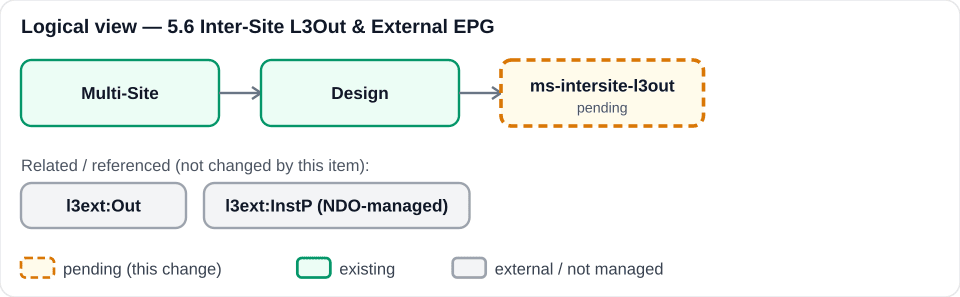 Logical view — 5.6 Inter-Site L3Out & External EPG
Multi-Site
Design
ms-intersite-l3out
pending
Related / referenced (not changed by this item):
l3ext:Out
l3ext:InstP (NDO-managed)
pending (this change)
existing
external / not managed